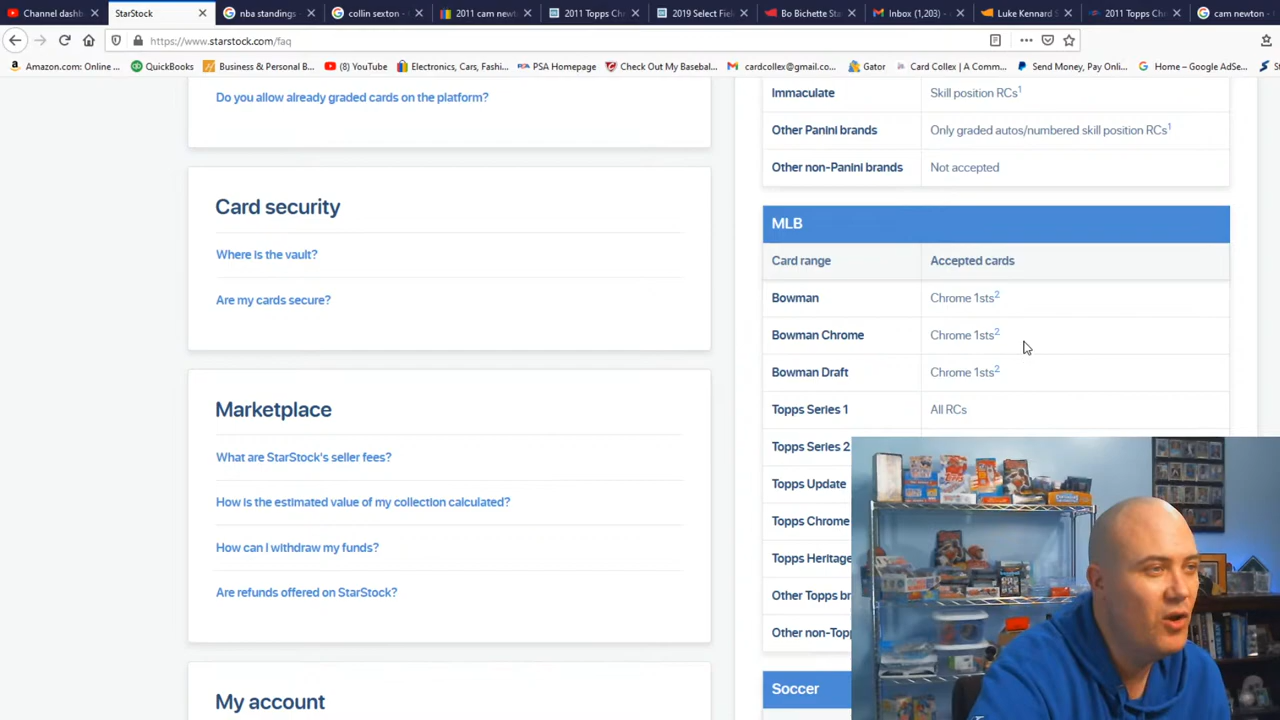 Channel dashb
StarStock
nba standings -
collin sexton -
2011 cam newt
2011 Topps Chr
2019 Select Fiel
Bo Bichette Sta
Inbox (1,203) -
Luke Kennard S
2011 Topps Chr
cam newton - G
https://www.starstock.com/faq
Amazon.com: Online ...
QuickBooks
Business & Personal B...
(8) YouTube
Electronics, Cars, Fashi...
PSA Homepage
Check Out My Basebal...
cardcollex@gmail.co...
Gator
Card Collex | A Comm...
Send Money, Pay Onli...
Home – Google AdSe...
Do you allow already graded cards on the platform?
Card security
Where is the vault?
Are my cards secure?
Marketplace
What are StarStock's seller fees?
How is the estimated value of my collection calculated?
How can I withdraw my funds?
Are refunds offered on StarStock?
My account
Immaculate Skill position RCs1
Other Panini brands Only graded autos/numbered skill position RCs1
Other non-Panini brands Not accepted
MLB
Card range Accepted cards
Bowman Chrome 1sts2
Bowman Chrome Chrome 1sts2
Bowman Draft Chrome 1sts2
Topps Series 1 All RCs
Topps Series 2
Topps Update
Topps Chrome
Topps Heritage
Other Topps br
Other non-Topp
Soccer